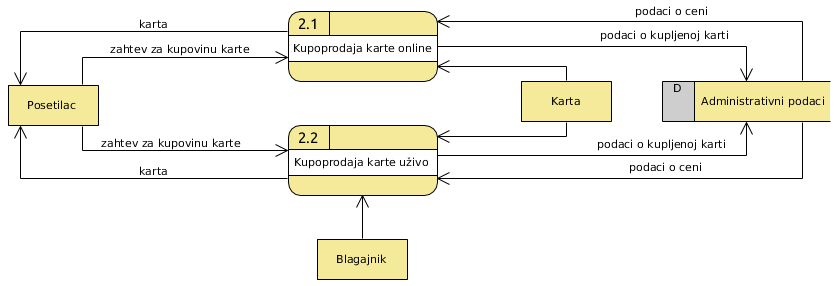 podaci o ceni
karta
2.1
podaci o kupljenoj karti
zahtev za kupovinu karte
Kupoprodaja karte online
D
Posetilac
Karta
Administrativni podaci
2.2
zahtev za kupovinu karte
podaci o kupljenoj karti
Kupoprodaja karte uživo
karta
podaci o ceni
Blagajnik